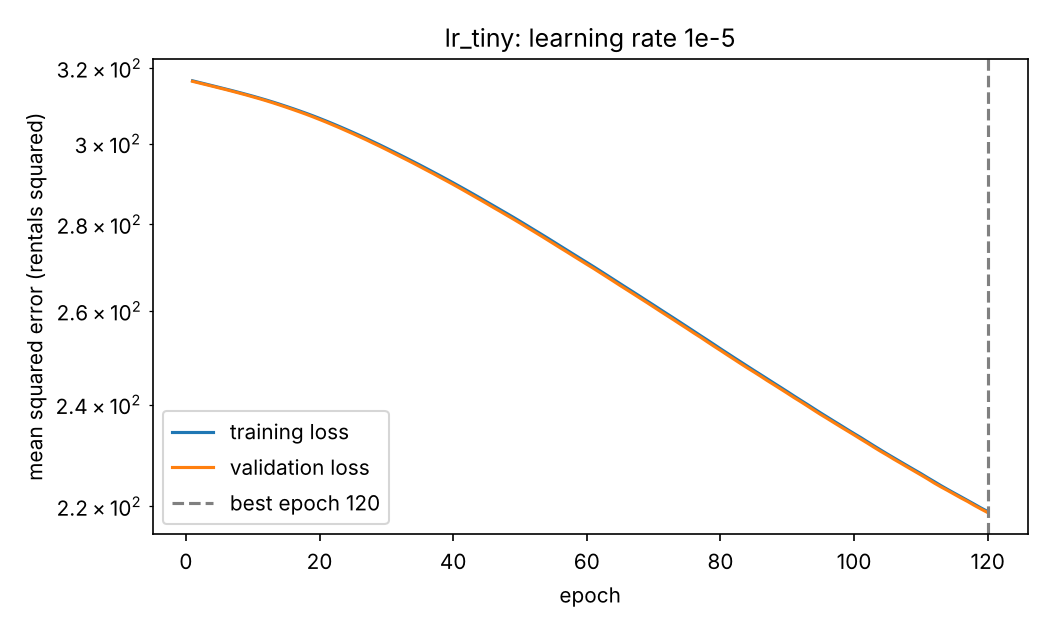 lr_tiny: learning rate 1e-5
mean squared error (rentals squared)
3.2 × 10²
3 × 10²
2.8 × 10²
2.6 × 10²
2.4 × 10²
2.2 × 10²
training loss
validation loss
best epoch 120
0 20 40 60 80 100 120
epoch